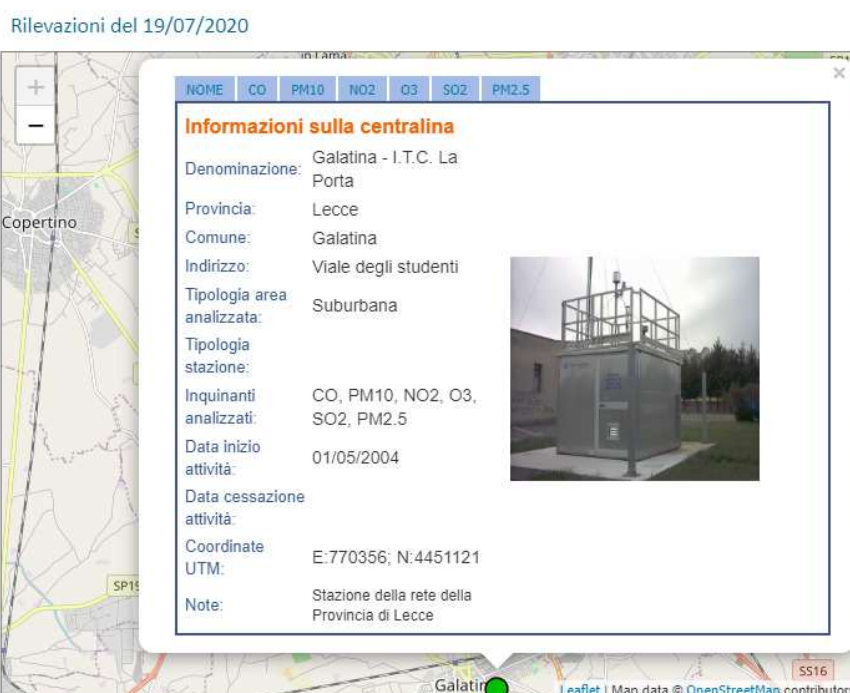 Rilevazioni del 19/07/2020
+
−
×
NOME CO PM10 NO2 O3 SO2 PM2.5
Informazioni sulla centralina
Denominazione: Galatina - I.T.C. La
Porta
Provincia: Lecce
Comune: Galatina
Indirizzo: Viale degli studenti
Tipologia area
analizzata: Suburbana
Tipologia
stazione:
Inquinanti
analizzati: CO, PM10, NO2, O3,
SO2, PM2.5
Data inizio
attività: 01/05/2004
Data cessazione
attività:
Coordinate
UTM: E:770356; N:4451121
Note: Stazione della rete della
Provincia di Lecce
Copertino
SS16
Leaflet | Map data © OpenStreetMap contributor